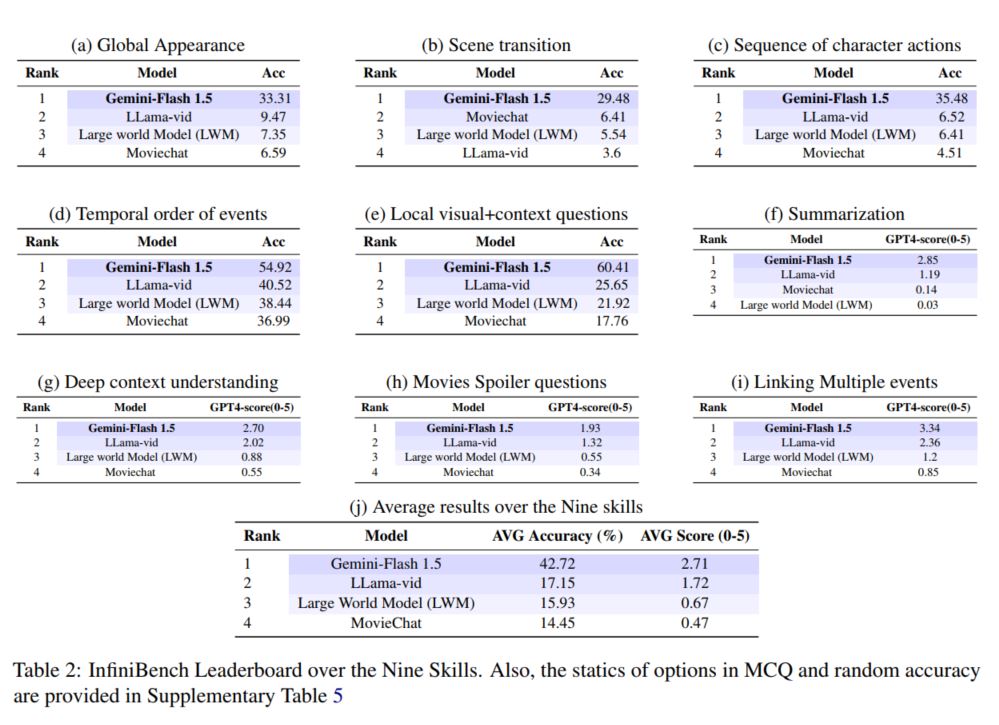 (a) Global Appearance
Rank Model Acc
1 Gemini-Flash 1.5 33.31
2 LLama-vid 9.47
3 Large world Model (LWM) 7.35
4 Moviechat 6.59
(b) Scene transition
Rank Model Acc
1 Gemini-Flash 1.5 29.48
2 Moviechat 6.41
3 Large world Model (LWM) 5.54
4 LLama-vid 3.6
(c) Sequence of character actions
Rank Model Acc
1 Gemini-Flash 1.5 35.48
2 LLama-vid 6.52
3 Large world Model (LWM) 6.41
4 Moviechat 4.51
(d) Temporal order of events
Rank Model Acc
1 Gemini-Flash 1.5 54.92
2 LLama-vid 40.52
3 Large world Model (LWM) 38.44
4 Moviechat 36.99
(e) Local visual+context questions
Rank Model Acc
1 Gemini-Flash 1.5 60.41
2 LLama-vid 25.65
3 Large world Model (LWM) 21.92
4 Moviechat 17.76
(f) Summarization
Rank Model GPT4-score(0-5)
1 Gemini-Flash 1.5 2.85
2 LLama-vid 1.19
3 Moviechat 0.14
4 Large world Model (LWM) 0.03
(g) Deep context understanding
Rank Model GPT4-score(0-5)
1 Gemini-Flash 1.5 2.70
2 LLama-vid 2.02
3 Large world Model (LWM) 0.88
4 Moviechat 0.55
(h) Movies Spoiler questions
Rank Model GPT4-score(0-5)
1 Gemini-Flash 1.5 1.93
2 LLama-vid 1.32
3 Large world Model (LWM) 0.55
4 Moviechat 0.34
(i) Linking Multiple events
Rank Model GPT4-score(0-5)
1 Gemini-Flash 1.5 3.34
2 LLama-vid 2.36
3 Large world Model (LWM) 1.2
4 Moviechat 0.85
(j) Average results over the Nine skills
Rank Model AVG Accuracy (%) AVG Score (0-5)
1 Gemini-Flash 1.5 42.72 2.71
2 LLama-vid 17.15 1.72
3 Large World Model (LWM) 15.93 0.67
4 MovieChat 14.45 0.47
Table 2: InfiniBench Leaderboard over the Nine Skills. Also, the statics of options in MCQ and random accuracy
are provided in Supplementary Table 5